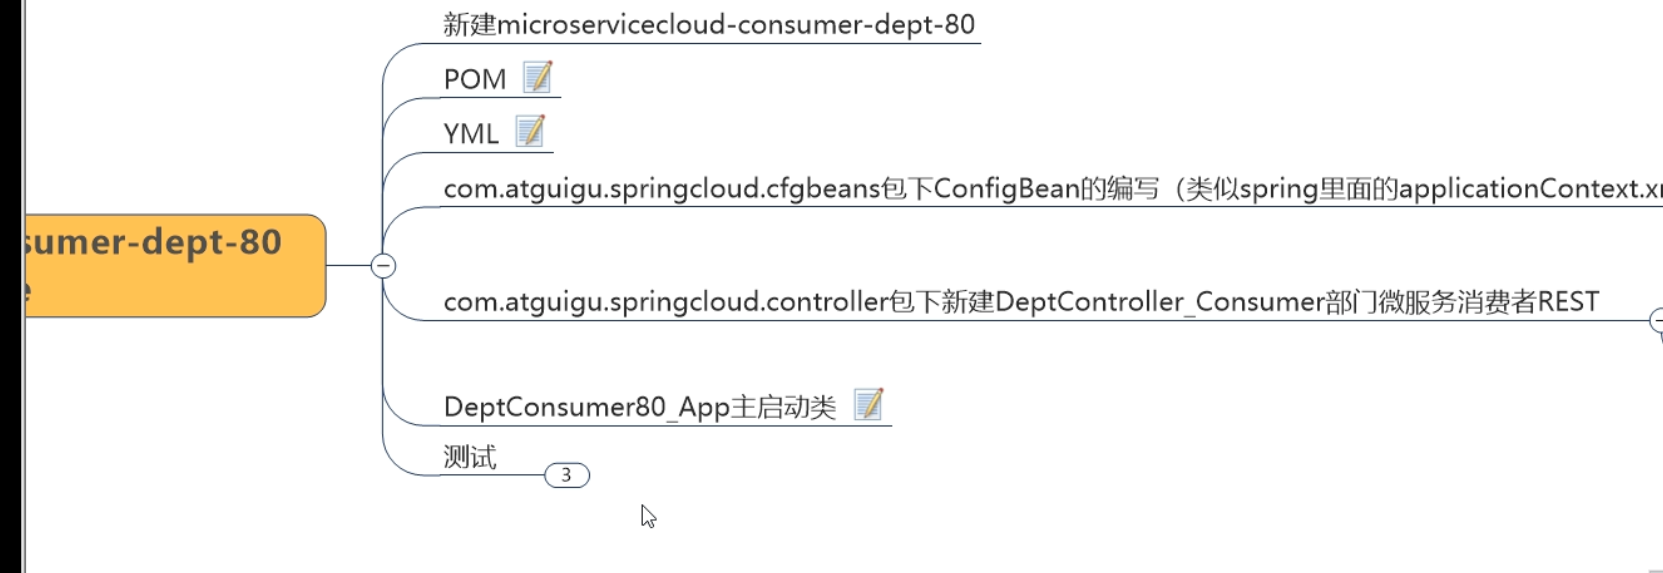 新建microservicecloud-consumer-dept-80
POM
YML
com.atguigu.springcloud.cfgbeans包下ConfigBean的编写（类似spring里面的applicationContext.x
sumer-dept-80
com.atguigu.springcloud.controller包下新建DeptController_Consumer部门微服务消费者REST
DeptConsumer80_App主启动类
测试
3